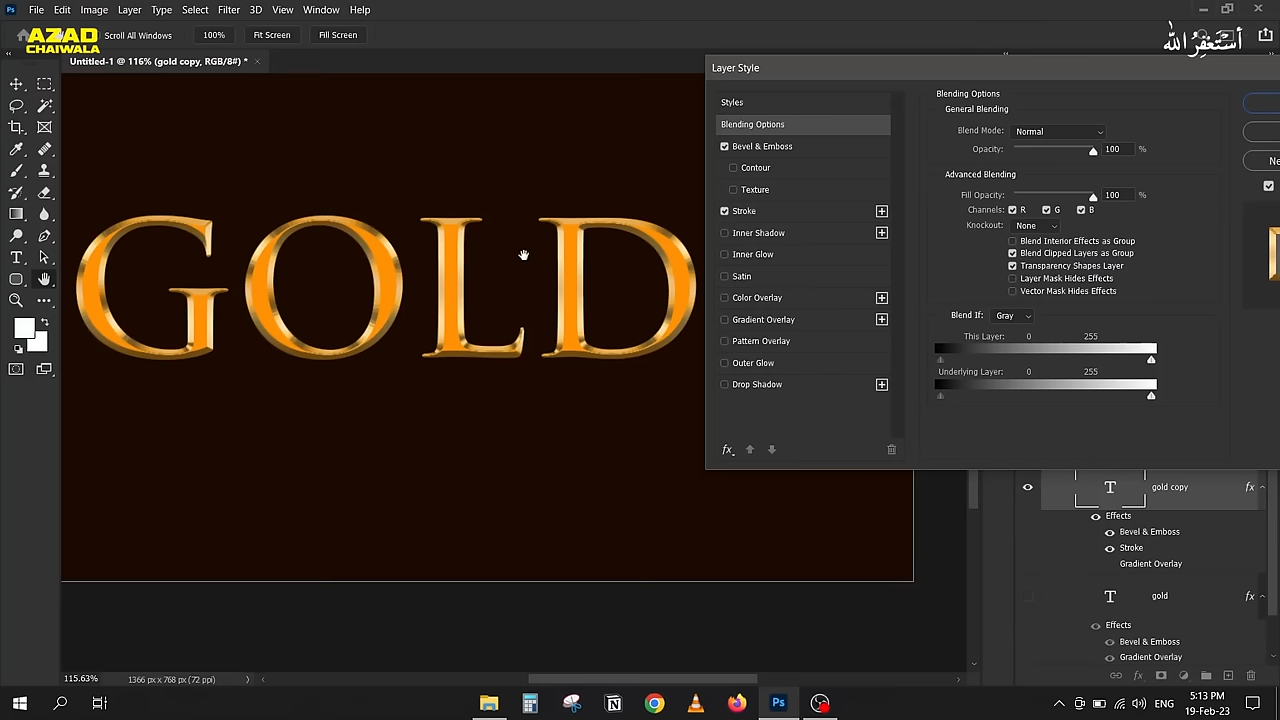 File Edit Image Layer Type Select Filter 3D View Window Help
AZAD
CHAIWALA
Scroll All Windows 100% Fit Screen Fill Screen
أستغفر الله
Untitled-1 @ 116% (gold copy, RGB/8#) *
GOLD
Layer Style
Styles
Blending Options
Bevel & Emboss
Contour
Texture
Stroke
Inner Shadow
Inner Glow
Satin
Color Overlay
Gradient Overlay
Pattern Overlay
Outer Glow
Drop Shadow
fx
Blending Options
General Blending
Blend Mode: Normal
Opacity: 100 %
Advanced Blending
Fill Opacity: 100 %
Channels: R G B
Knockout: None
Blend Interior Effects as Group
Blend Clipped Layers as Group
Transparency Shapes Layer
Layer Mask Hides Effects
Vector Mask Hides Effects
Blend If: Gray
This Layer: 0 255
Underlying Layer: 0 255
Ne
T gold copy fx
Effects
Bevel & Emboss
Stroke
Gradient Overlay
T gold fx
Effects
Bevel & Emboss
Gradient Overlay
115.63% 1366 px x 768 px (72 ppi)
ENG
5:13 PM
19-Feb-23